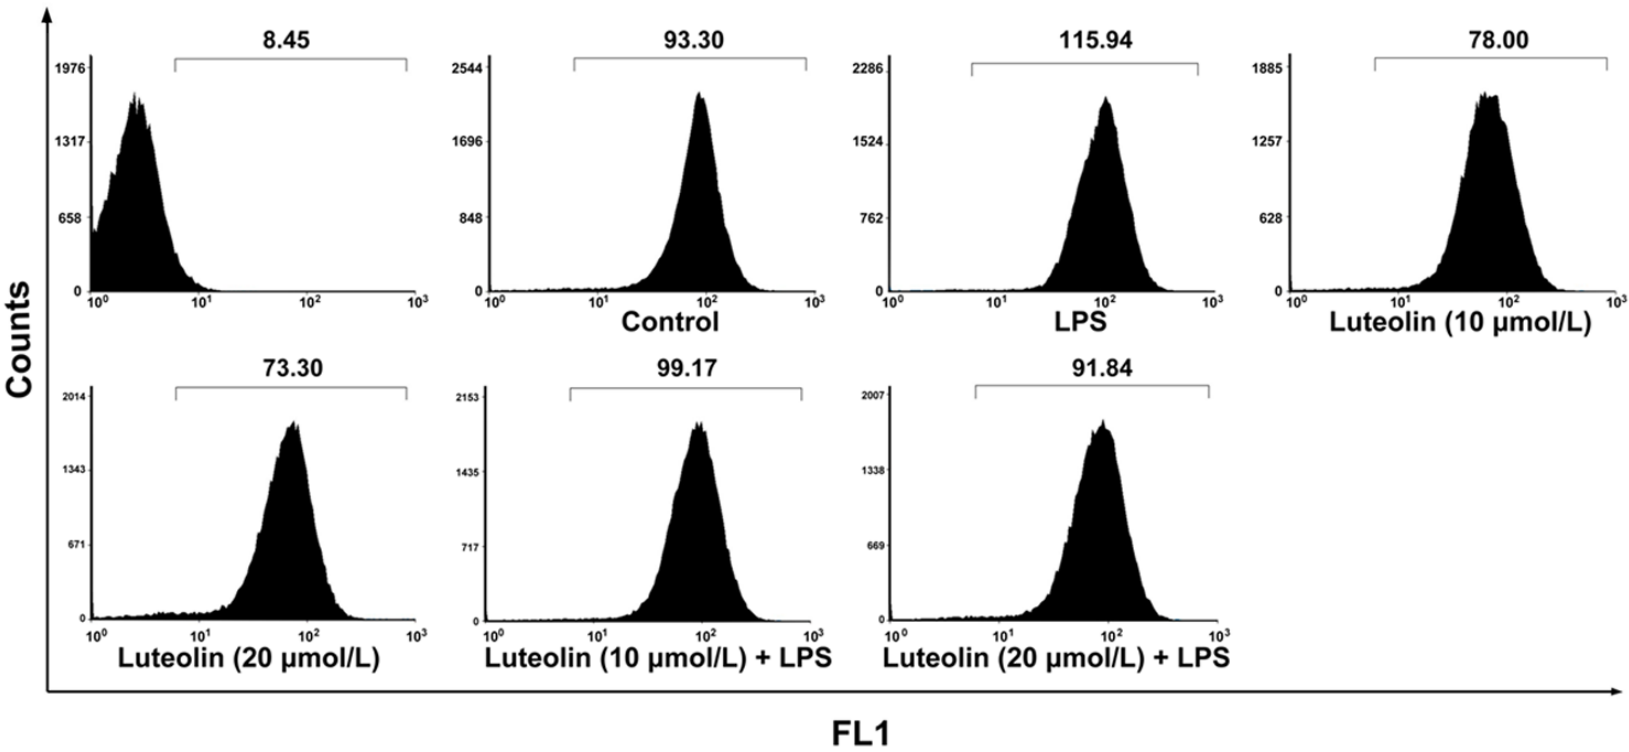 8.45
1976
1317
658
0
10⁰ 10¹ 10² 10³
93.30
2544
1696
848
0
10⁰ 10¹ 10² 10³
Control
115.94
2286
1524
762
0
10⁰ 10¹ 10² 10³
LPS
78.00
1885
1257
628
0
10⁰ 10¹ 10² 10³
Luteolin (10 μmol/L)
Counts
73.30
2014
1343
671
0
10⁰ 10¹ 10² 10³
Luteolin (20 μmol/L)
99.17
2153
1435
717
0
10⁰ 10¹ 10² 10³
Luteolin (10 μmol/L) + LPS
91.84
2007
1338
669
0
10⁰ 10¹ 10² 10³
Luteolin (20 μmol/L) + LPS
FL1